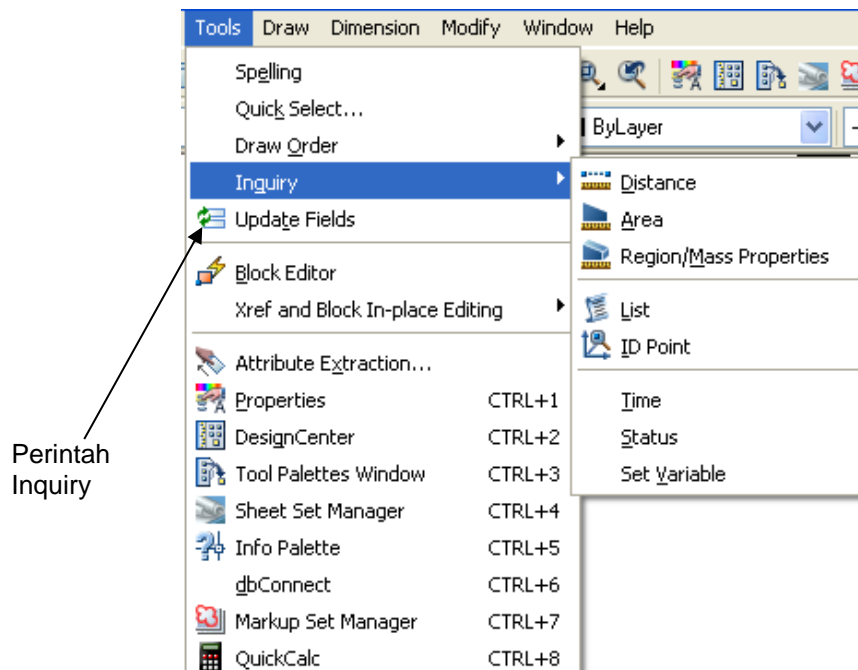 Tools Draw Dimension Modify Window Help
Spelling
Quick Select...
ByLayer
Draw Order
Inquiry
Distance
Update Fields
Area
Region/Mass Properties
Block Editor
Xref and Block In-place Editing
List
ID Point
Attribute Extraction...
Properties CTRL+1
Time
DesignCenter CTRL+2
Status
Perintah
Inquiry
Tool Palettes Window CTRL+3
Set Variable
Sheet Set Manager CTRL+4
Info Palette CTRL+5
dbConnect CTRL+6
Markup Set Manager CTRL+7
QuickCalc CTRL+8